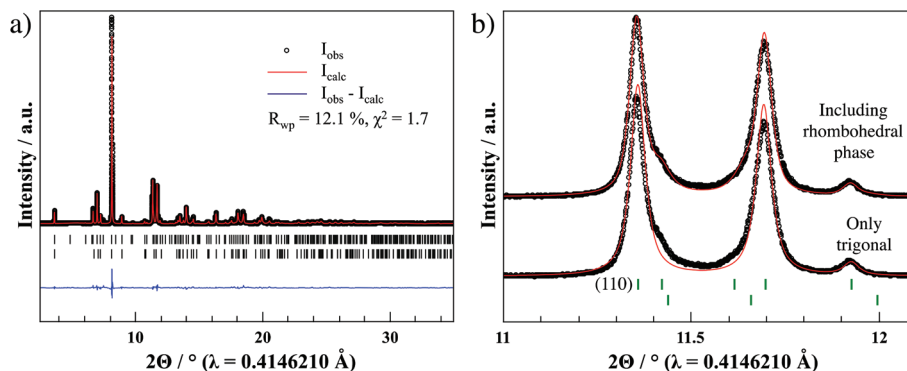 a)
Intensity / a.u.
I_obs
I_calc
I_obs - I_calc
R_wp = 12.1 %, χ² = 1.7
10 20 30
2Θ / ° (λ = 0.4146210 Å)
b)
Intensity / a.u.
Including
rhombohedral
phase
Only
trigonal
(110)
11 11.5 12
2Θ / ° (λ = 0.4146210 Å)